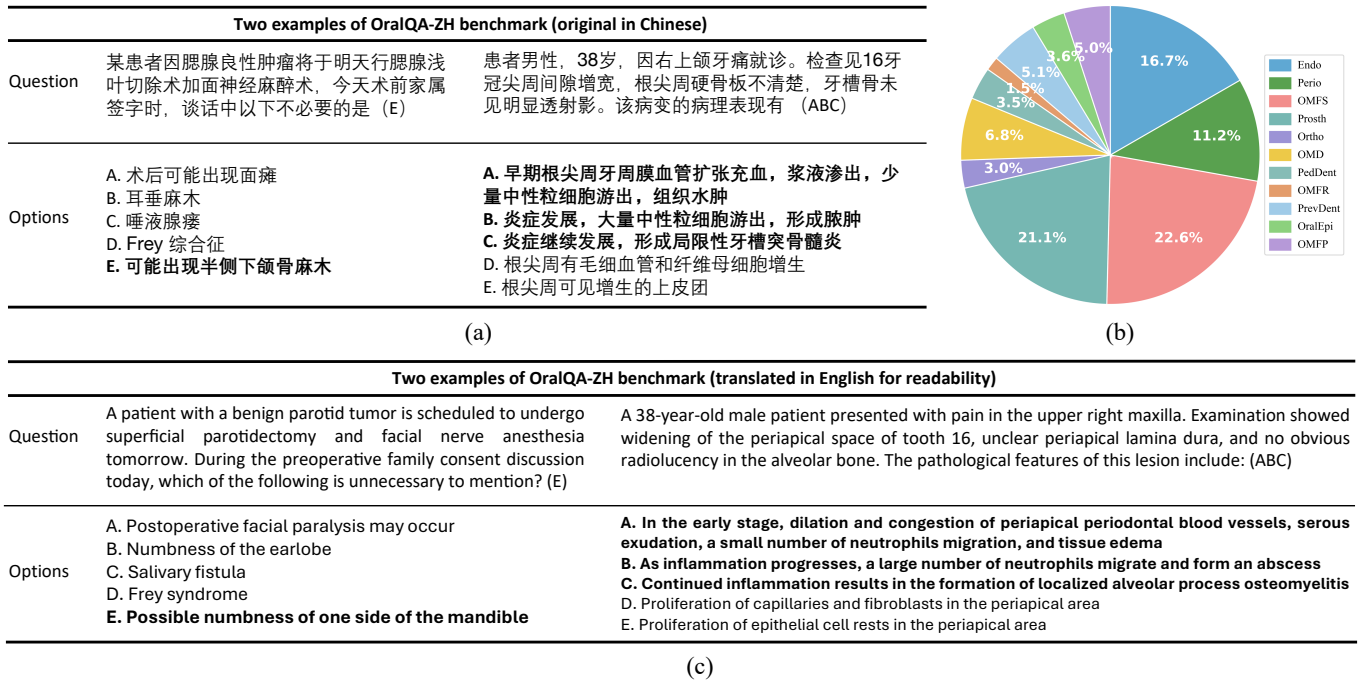 Two examples of OralQA-ZH benchmark (original in Chinese)
Question
某患者因腮腺良性肿瘤将于明天行腮腺浅
叶切除术加面神经麻醉术，今天术前家属
签字时，谈话中以下不必要的是（E）
患者男性，38岁，因右上颌牙痛就诊。检查见16牙
冠尖周间隙增宽，根尖周硬骨板不清楚，牙槽骨未
见明显透射影。该病变的病理表现有 （ABC）
Options
A. 术后可能出现面瘫
B. 耳垂麻木
C. 唾液腺瘘
D. Frey 综合征
E. 可能出现半侧下颌骨麻木
A. 早期根尖周牙周膜血管扩张充血，浆液渗出，少
量中性粒细胞游出，组织水肿
B. 炎症发展，大量中性粒细胞游出，形成脓肿
C. 炎症继续发展，形成局限性牙槽突骨髓炎
D. 根尖周有毛细血管和纤维母细胞增生
E. 根尖周可见增生的上皮团
(a)
16.7%
11.2%
22.6%
21.1%
3.0%
6.8%
3.5%
1.5%
5.1%
3.6%
5.0%
Endo
Perio
OMFS
Prosth
Ortho
OMD
PedDent
OMFR
PrevDent
OralEpi
OMFP
(b)
Two examples of OralQA-ZH benchmark (translated in English for readability)
Question
A patient with a benign parotid tumor is scheduled to undergo
superficial parotidectomy and facial nerve anesthesia
tomorrow. During the preoperative family consent discussion
today, which of the following is unnecessary to mention? (E)
A 38-year-old male patient presented with pain in the upper right maxilla. Examination showed
widening of the periapical space of tooth 16, unclear periapical lamina dura, and no obvious
radiolucency in the alveolar bone. The pathological features of this lesion include: (ABC)
Options
A. Postoperative facial paralysis may occur
B. Numbness of the earlobe
C. Salivary fistula
D. Frey syndrome
E. Possible numbness of one side of the mandible
A. In the early stage, dilation and congestion of periapical periodontal blood vessels, serous
exudation, a small number of neutrophils migration, and tissue edema
B. As inflammation progresses, a large number of neutrophils migrate and form an abscess
C. Continued inflammation results in the formation of localized alveolar process osteomyelitis
D. Proliferation of capillaries and fibroblasts in the periapical area
E. Proliferation of epithelial cell rests in the periapical area
(c)